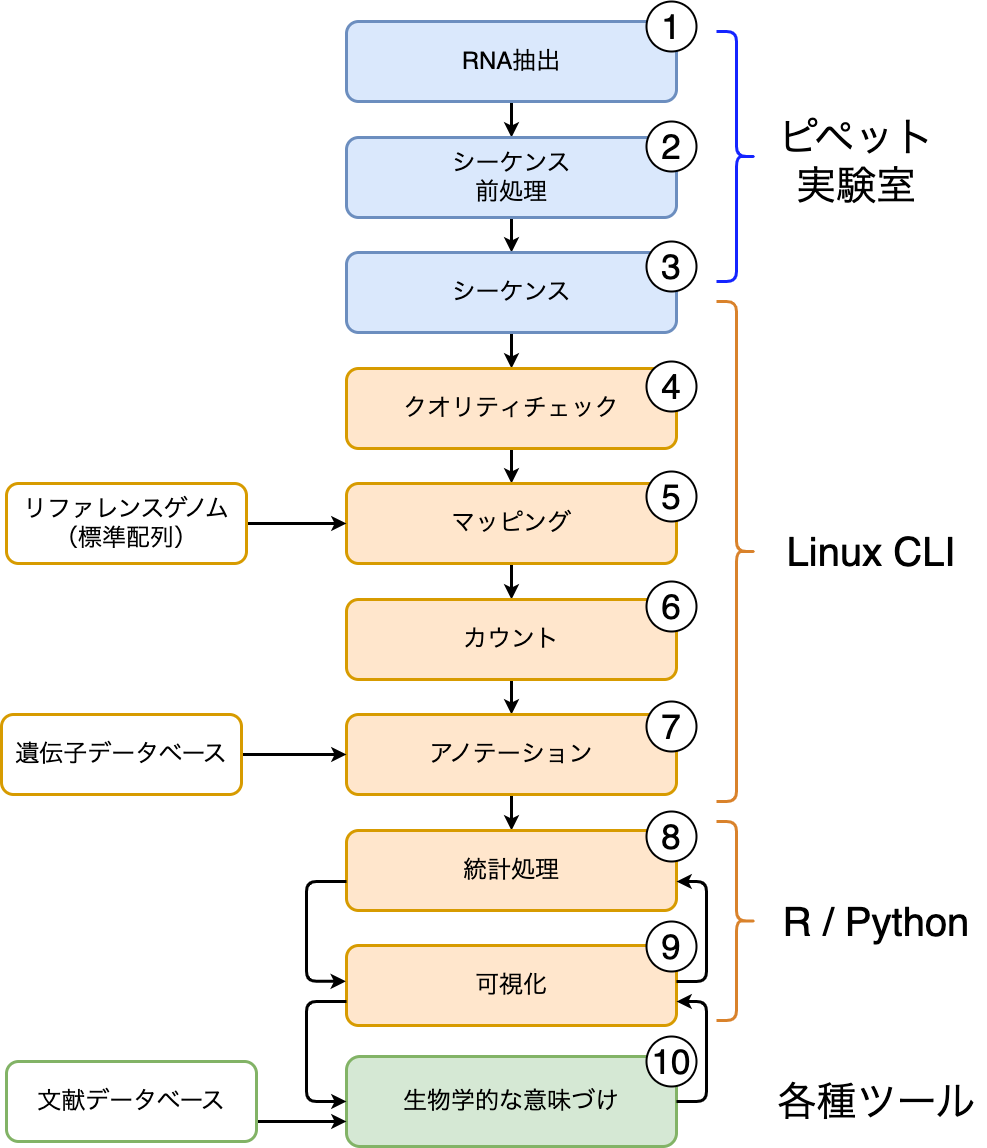 ①
RNA抽出
②
シーケンス
前処理
ピペット
実験室
③
シーケンス
④
クオリティチェック
リファレンスゲノム
（標準配列）
⑤
マッピング
Linux CLI
⑥
カウント
遺伝子データベース
⑦
アノテーション
⑧
統計処理
R / Python
⑨
可視化
文献データベース
⑩
生物学的な意味づけ
各種ツール